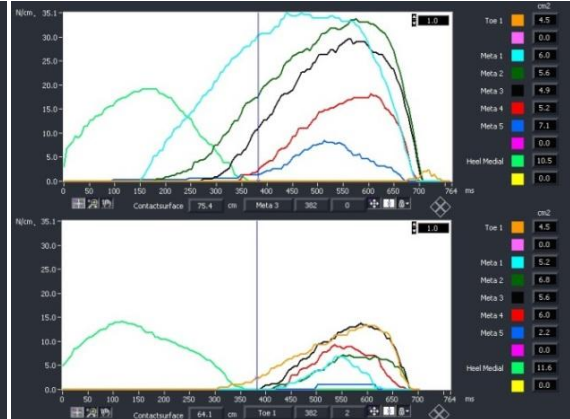 N/cm, 35.1
30.0
25.0
20.0
15.0
10.0
5.0
0.0
0 50 100 150 200 250 300 350 400 450 500 550 600 650 700 764 ms
1.0
cm2
Toe 1 4.5
0.0
Meta 1 6.0
Meta 2 5.6
Meta 3 4.9
Meta 4 5.2
Meta 5 7.1
0.0
Heel Medial 10.5
0.0
Contactsurface 75.4 cm Meta 3 382 0
N/cm, 35.1
30.0
25.0
20.0
15.0
10.0
5.0
0.0
0 50 100 150 200 250 300 350 400 450 500 550 600 650 700 764 ms
1.0
cm2
Toe 1 4.5
0.0
Meta 1 5.2
Meta 2 6.8
Meta 3 5.6
Meta 4 6.0
Meta 5 2.2
0.0
Heel Medial 11.6
0.0
Contactsurface 64.1 cm Toe 1 382 2